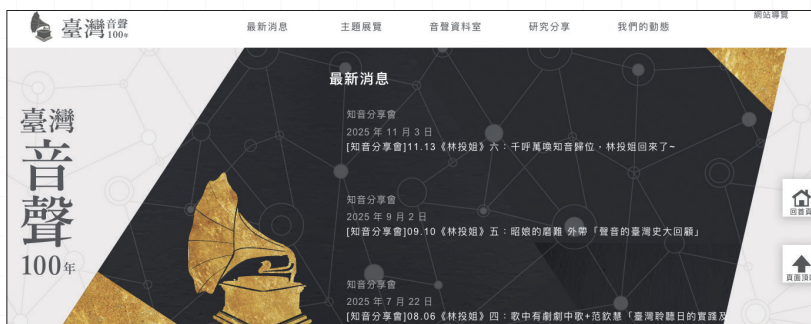 網站導覽
臺灣音聲100年
最新消息
主題展覽
音聲資料室
研究分享
我們的動態
臺灣
音聲
100年
最新消息
知音分享會
2025 年 11 月 3 日
[知音分享會]11.13《林投姐》六：千呼萬喚知音歸位，林投姐回來了~
知音分享會
2025 年 9 月 2 日
[知音分享會]09.10《林投姐》五：昭娘的磨難 外帶「聲音的臺灣史大回顧」
知音分享會
2025 年 7 月 22 日
[知音分享會]08.06《林投姐》四：歌中有劇劇中歌+范欽慧「臺灣聆聽日的實踐及
回首頁
頁面頂